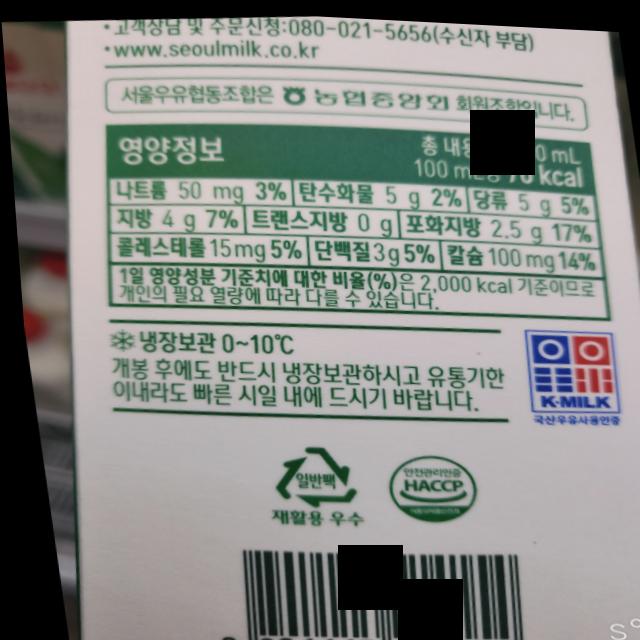 •고객상담 및 주문신청:080-021-5656(수신자 부담)
•www.seoulmilk.co.kr
서울우유협동조합은 농협중앙회 회원조합입니다.
영양정보
총 내 0 mL
100 kcal
나트륨 50 mg 3% 탄수화물 5 g 2% 당류 5 g 5%
지방 4 g 7% 트랜스지방 0 g 포화지방 2.5 g 17%
콜레스테롤 15 mg 5% 단백질 3 g 5% 칼슘 100 mg 14%
1일 영양성분 기준치에 대한 비율(%)은 2,000 kcal 기준이므로
개인의 필요 열량에 따라 다를 수 있습니다.
냉장보관 0~10℃
개봉 후에도 반드시 냉장보관하시고 유통기한
이내라도 빠른 시일 내에 드시기 바랍니다.
K-MILK
국산우유사용인증
일반팩
재활용 우수
안전관리인증
HACCP